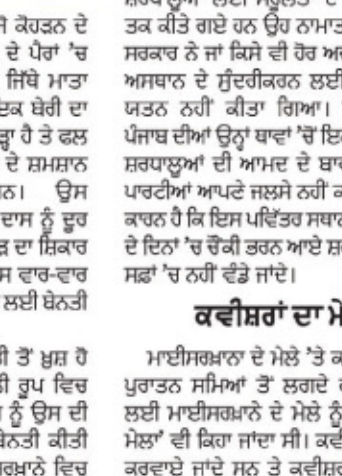 ਕੋਹੜਨ ਦੇ
ਦੇ ਪੈਰਾਂ ’ਚ
ਜਿੱਥੇ ਮਾਤਾ
ਇਕ ਬੇਰੀ ਦਾ
ਹੈ ਤੇ ਫਲ
ਦੇ ਸ਼ਮਸ਼ਾਨ
ਨ। ਉਸ
ਦਾਸ ਨੂੰ ਦੂਰ
ਦਾ ਸ਼ਿਕਾਰ
ਸ ਵਾਰ-ਵਾਰ
ਲਈ ਬੇਨਤੀ
ਤੋਂ ਖ਼ੁਸ਼ ਹੋ
ਰੂਪ ਵਿਚ
ਨੂੰ ਉਸ ਦੀ
ਬੇਨਤੀ ਕੀਤੀ
ਵਿਚ
ਤਕ ਕੀਤੇ ਗਏ ਹਨ ਉਹ ਨਾਮਾਤ
ਸਰਕਾਰ ਨੇ ਜਾਂ ਕਿਸੇ ਵੀ ਹੋਰ ਅ
ਅਸਥਾਨ ਦੇ ਸੁੰਦਰੀਕਰਨ ਲਈ
ਯਤਨ ਨਹੀਂ ਕੀਤਾ ਗਿਆ।
ਪੰਜਾਬ ਦੀਆਂ ਉਨ੍ਹਾਂ ਥਾਵਾਂ ’ਚੋਂ ਇ
ਸ਼ਰਧਾਲੂਆਂ ਦੀ ਆਮਦ ਦੇ ਬਾ
ਪਾਰਟੀਆਂ ਆਪਣੇ ਜਲਸੇ ਨਹੀਂ ਕ
ਕਾਰਨ ਹੈ ਕਿ ਇਸ ਪਵਿੱਤਰ ਸਥਾਨ
ਦੇ ਦਿਨਾਂ ’ਚ ਚੌਂਕੀ ਭਰਨ ਆਏ ਸ਼
ਸਫ਼ਾਂ ’ਚ ਨਹੀਂ ਵੰਡੇ ਜਾਂਦੇ।
ਕਵੀਸ਼ਰਾਂ ਦਾ ਮੇ
ਮਾਈਸਰਖ਼ਾਨਾ ਦੇ ਮੇਲੇ ’ਤੇ ਕ
ਪੁਰਾਤਨ ਸਮਿਆਂ ਤੋਂ ਲਗਦੇ
ਲਈ ਮਾਈਸਰਖ਼ਾਨੇ ਦੇ ਮੇਲੇ ਨੂੰ
ਮੇਲਾ’ ਵੀ ਕਿਹਾ ਜਾਂਦਾ ਸੀ। ਕਵੀ
ਕਰਵਾਏ ਜਾਂਦੇ ਸਨ ਤੇ ਕਵੀਸ਼ਰ